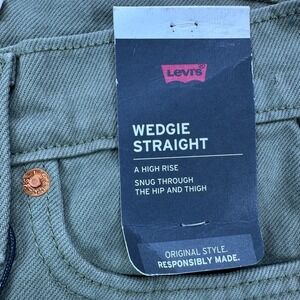 Levi's
WEDGIE
STRAIGHT
A HIGH RISE
SNUG THROUGH
THE HIP AND THIGH
ORIGINAL STYLE.
RESPONSIBLY MADE.